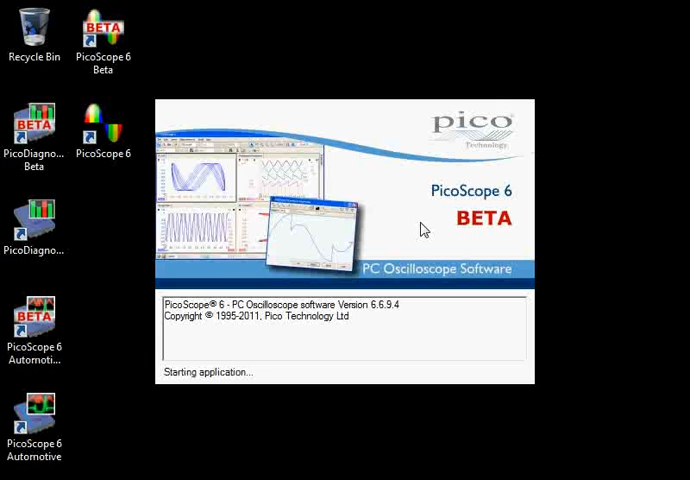 Recycle Bin
PicoScope 6
Beta
BETA
PicoDiagno...
Beta
BETA
PicoScope 6
PicoDiagno...
PicoScope 6
Automoti...
BETA
PicoScope 6
Automotive
BETA
pico
Technology
PicoScope 6
BETA
PC Oscilloscope Software
PicoScope® 6 - PC Oscilloscope software Version 6.6.9.4
Copyright © 1995-2011, Pico Technology Ltd
Starting application...